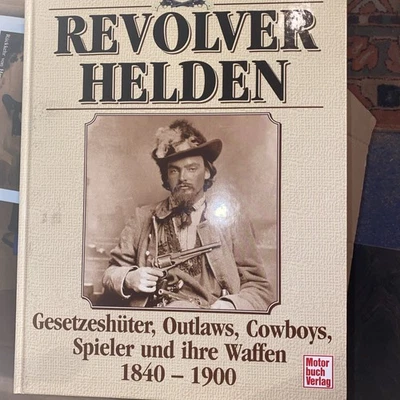 REVOLVER
HELDEN
Gesetzeshüter, Outlaws, Cowboys,
Spieler und ihre Waffen
1840 – 1900
Motor
buch
Verlag